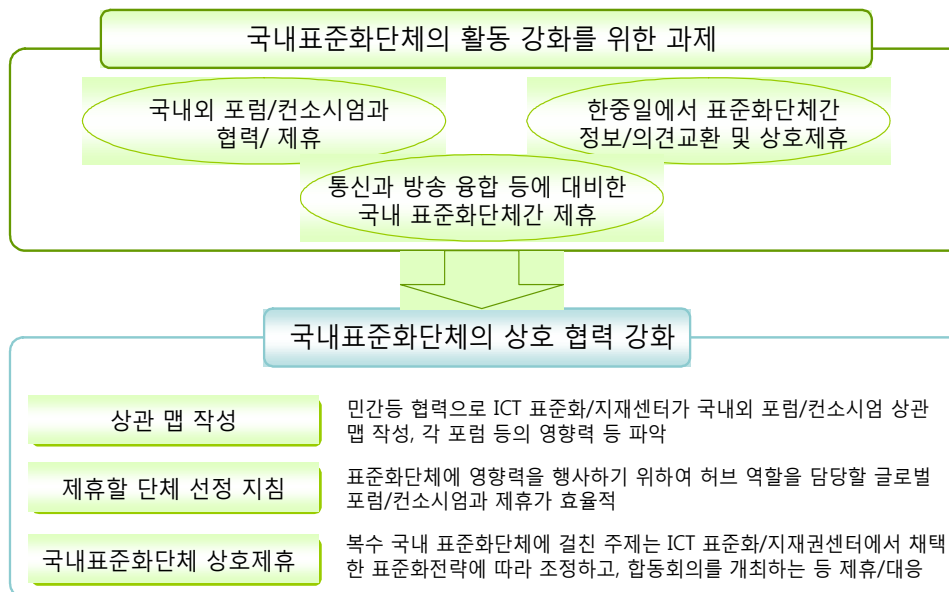 국내표준화단체의 활동 강화를 위한 과제
국내외 포럼/컨소시엄과
협력/ 제휴
한중일에서 표준화단체간
정보/의견교환 및 상호제휴
통신과 방송 융합 등에 대비한
국내 표준화단체간 제휴
국내표준화단체의 상호 협력 강화
상관 맵 작성
민간등 협력으로 ICT 표준화/지재센터가 국내외 포럼/컨소시엄 상관
맵 작성, 각 포럼 등의 영향력 등 파악
제휴할 단체 선정 지침
표준화단체에 영향력을 행사하기 위하여 허브 역할을 담당할 글로벌
포럼/컨소시엄과 제휴가 효율적
국내표준화단체 상호제휴
복수 국내 표준화단체에 걸친 주제는 ICT 표준화/지재권센터에서 채택
한 표준화전략에 따라 조정하고, 합동회의를 개최하는 등 제휴/대응